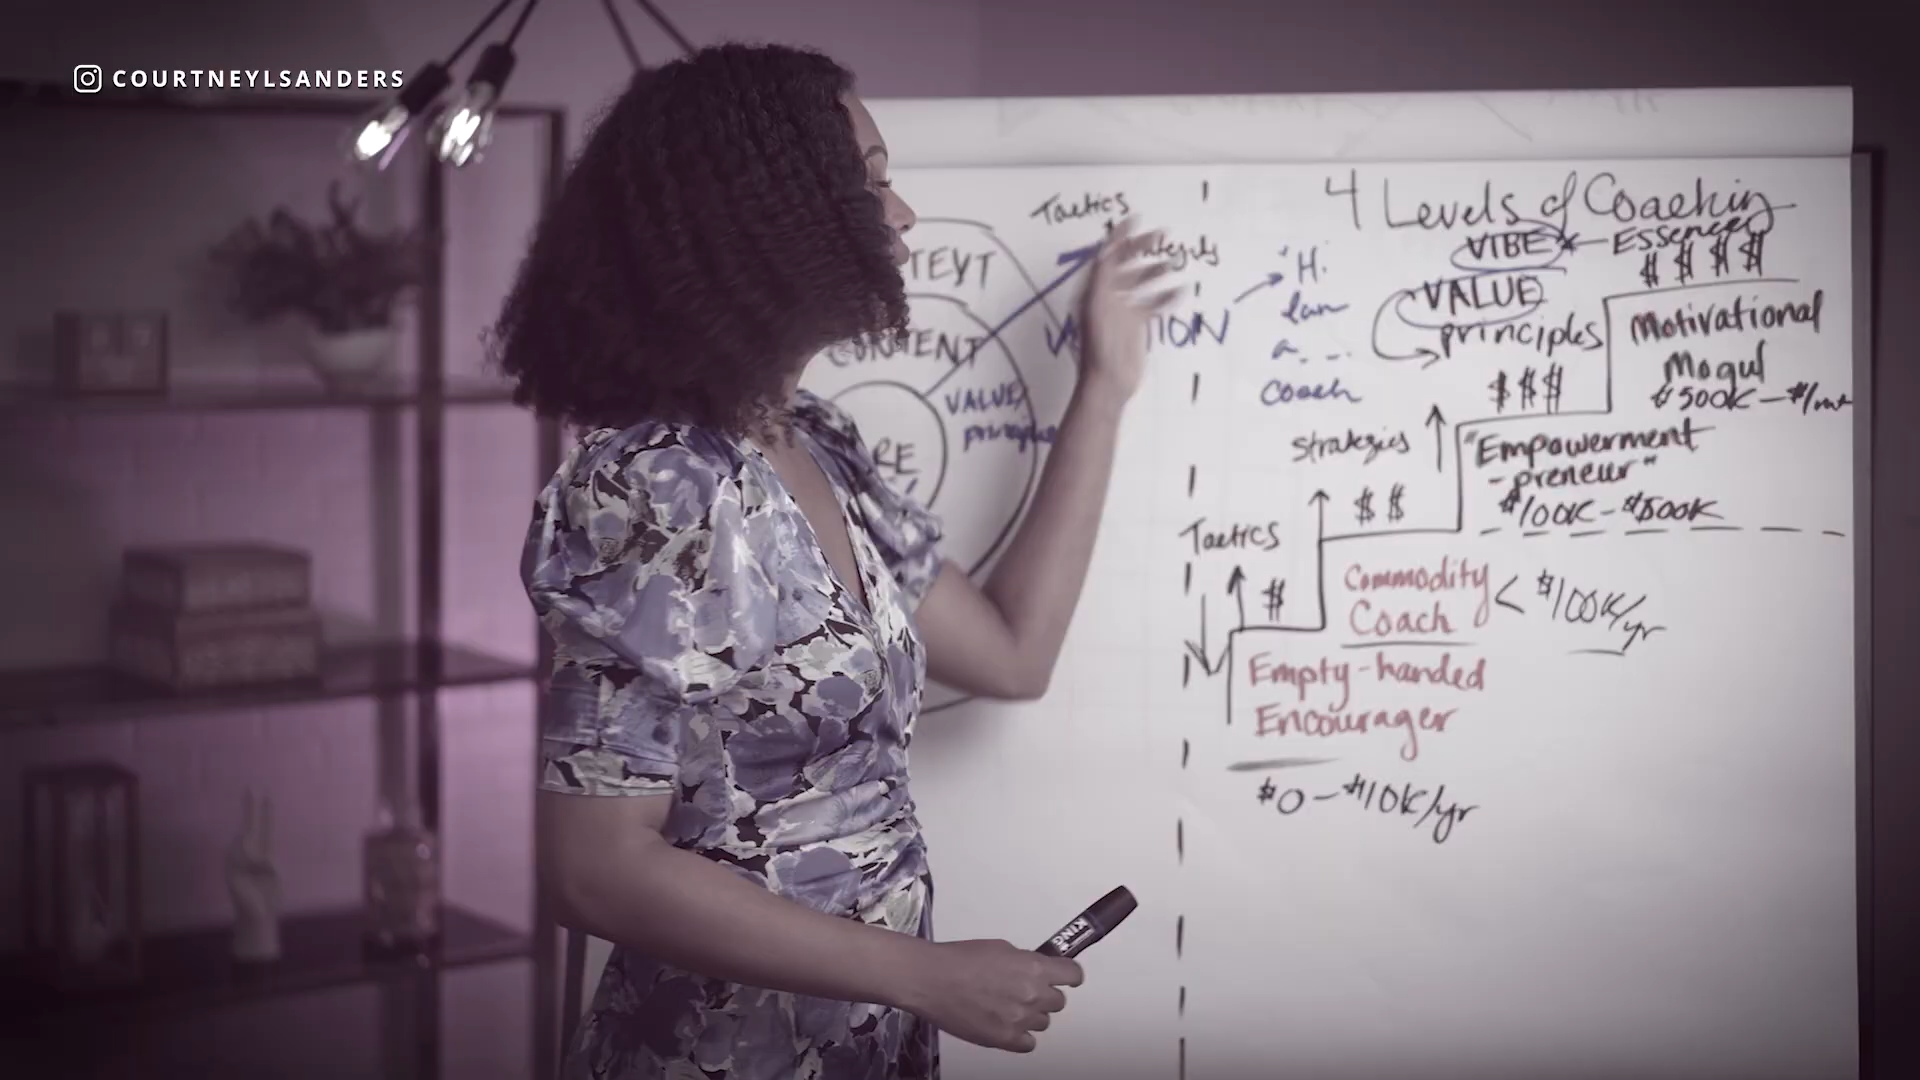 COURTNEYLSANDERS
Tactics
CONTENT
VALUE/
"Hi.
I am
a...
Coach
4 Levels of Coaching
VIBE Essence
$ $ $ $
VALUE
principles
$$$
Motivational
Mogul
$500K - $1/m+
strategies
"Empowerment
-preneur"
$100K - $500K
$ $
Tactics
$
Commodity
Coach
< $100K/yr
Empty-handed
Encourager
$0 - $10K/yr
KING